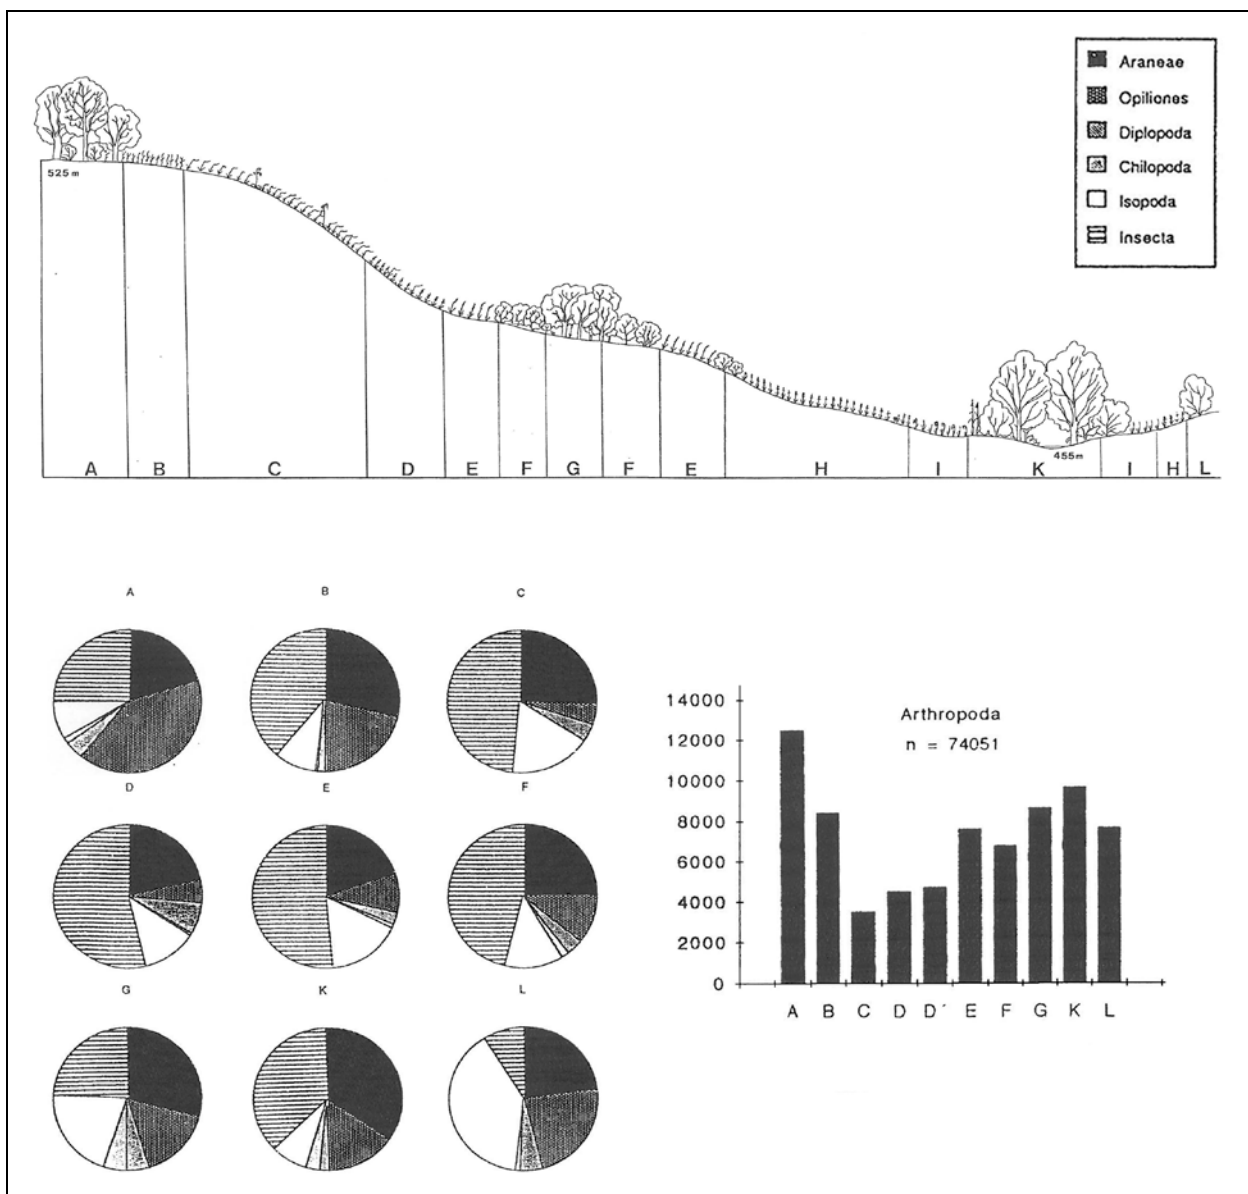 Araneae
Opiliones
Diplopoda
Chilopoda
Isopoda
Insecta
525 m
455m
A B C D E F G F E H I K I H L
A B C
D E F
G K L
Arthropoda
n = 74051
14000
12000
10000
8000
6000
4000
2000
0
A B C D D´ E F G K L